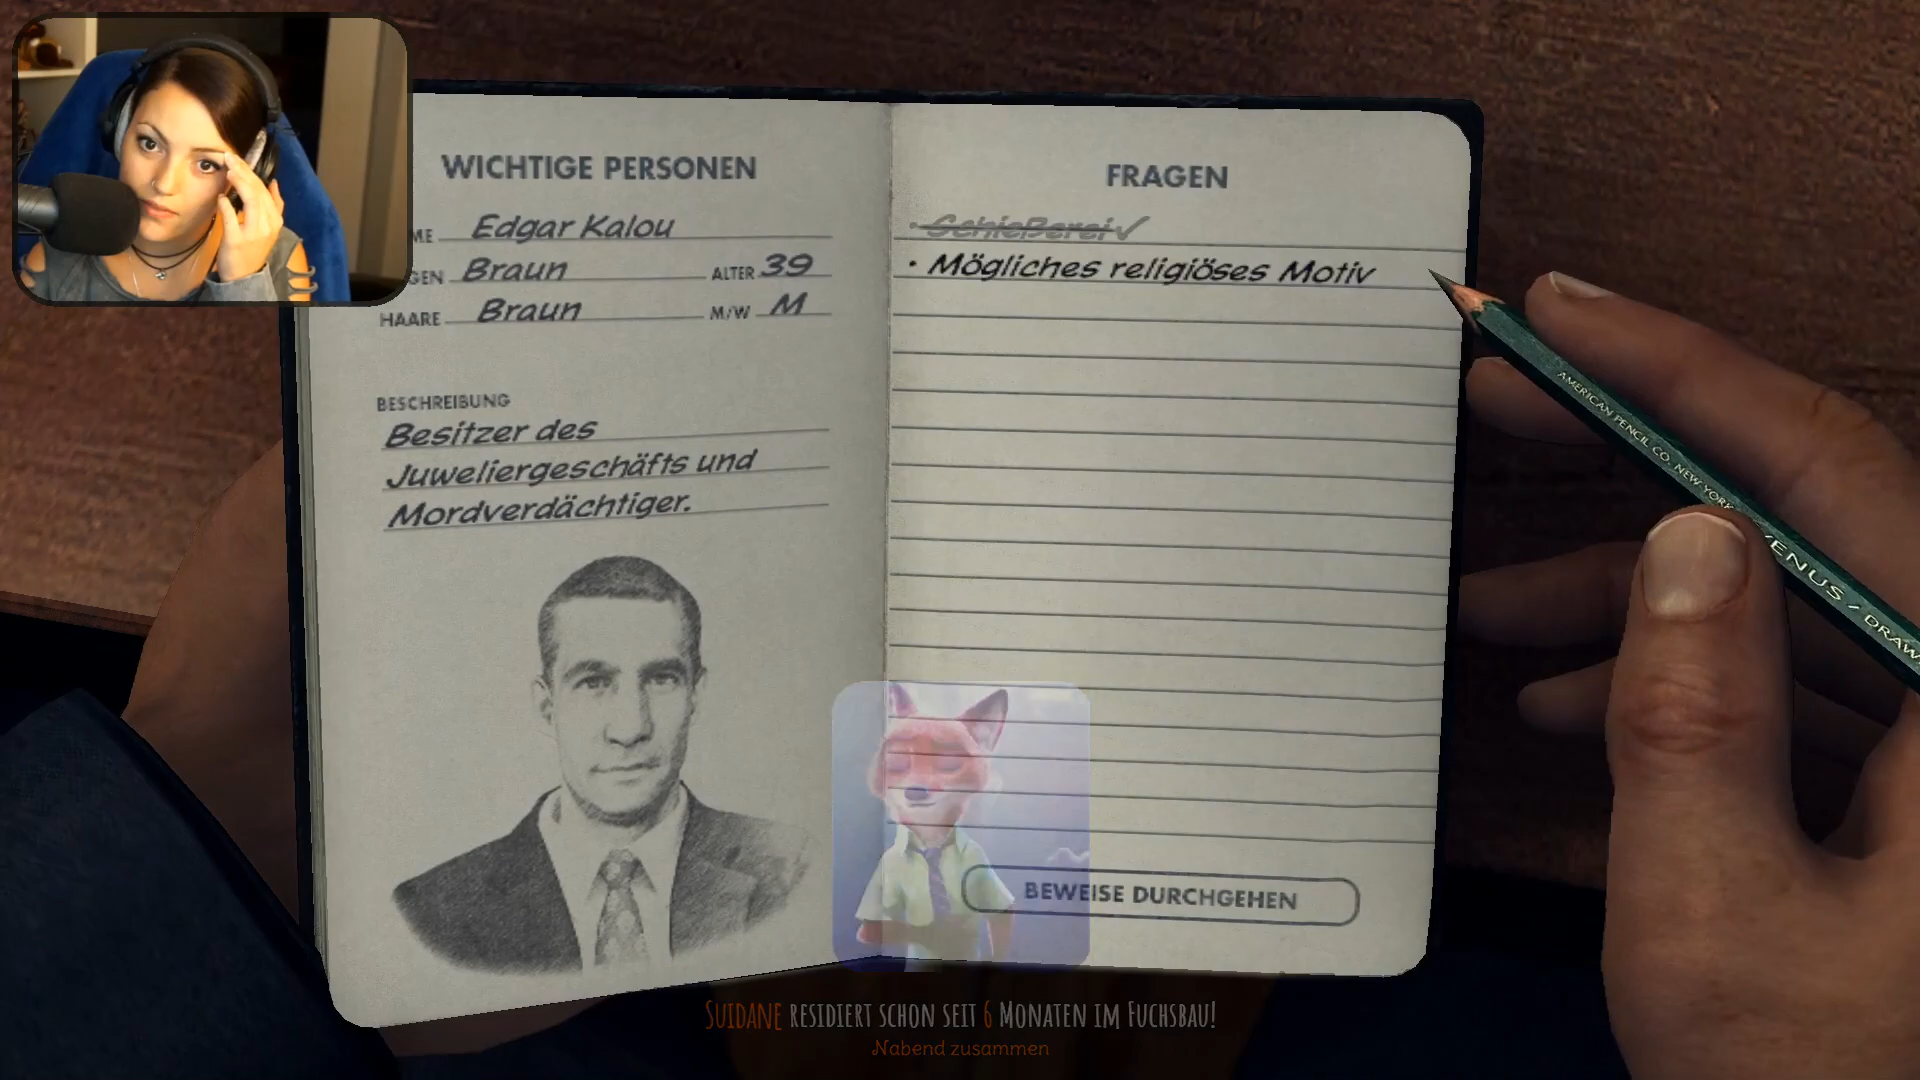 WICHTIGE PERSONEN
Edgar Kalou
Braun ALTER 39
HAARE Braun M/W M
BESCHREIBUNG
Besitzer des
Juweliergeschäfts und
Mordverdächtiger.
FRAGEN
• Schießerei ✓
• Mögliches religiöses Motiv
BEWEISE DURCHGEHEN
AMERICAN PENCIL CO. NEW YORK
VENUS / DRAW
SUIDANE RESIDIERT SCHON SEIT 6 MONATEN IM FUCHSBAU!
Nabend zusammen